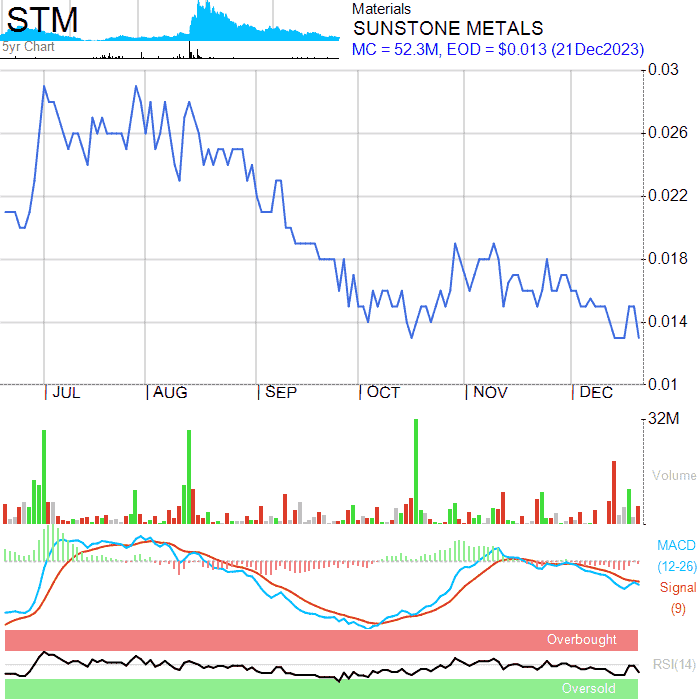 STM
5yr Chart
Materials
SUNSTONE METALS
MC = 52.3M, EOD = $0.013 (21Dec2023)
0.03
0.026
0.022
0.018
0.014
0.01
JUL AUG SEP OCT NOV DEC
32M
Volume
MACD
(12-26)
Signal
(9)
Overbought
RSI(14)
Oversold